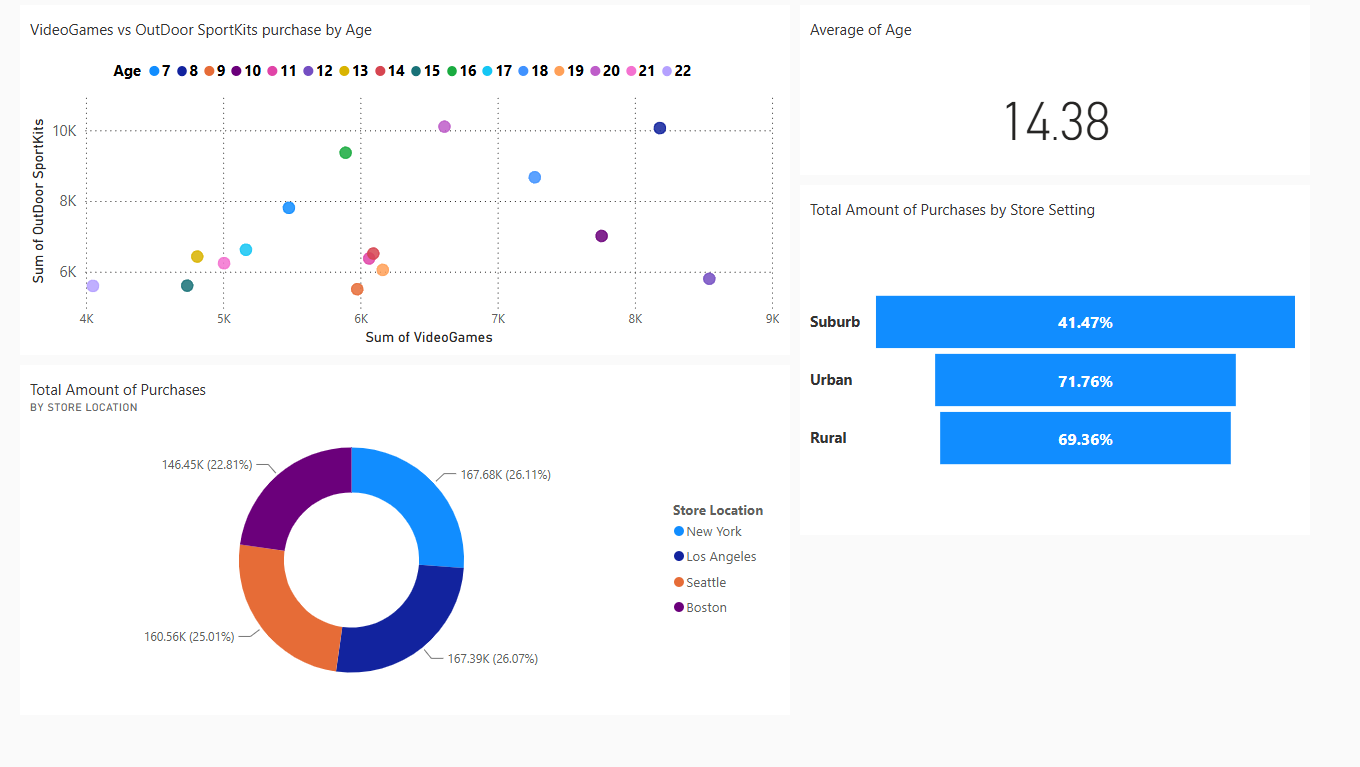 VideoGames vs OutDoor SportKits purchase by Age
Age 7 8 9 10 11 12 13 14 15 16 17 18 19 20 21 22
Sum of OutDoor SportKits
10K
8K
6K
4K 5K 6K 7K 8K 9K
Sum of VideoGames
Average of Age
14.38
Total Amount of Purchases by Store Setting
Suburb 41.47%
Urban 71.76%
Rural 69.36%
Total Amount of Purchases
BY STORE LOCATION
146.45K (22.81%)
167.68K (26.11%)
160.56K (25.01%)
167.39K (26.07%)
Store Location
New York
Los Angeles
Seattle
Boston